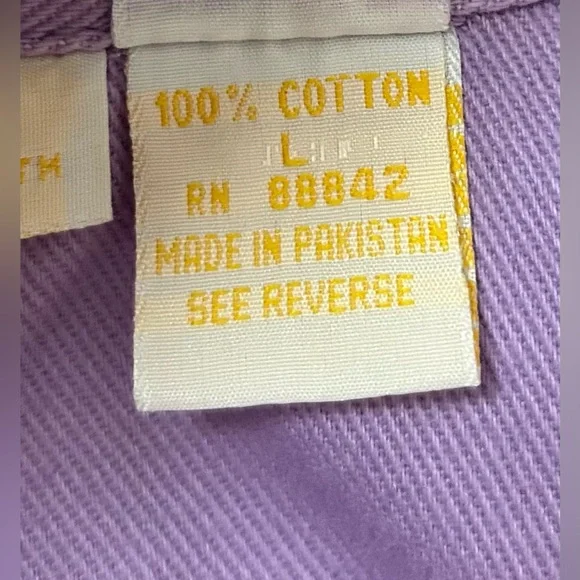 100% COTTON
L
RN 88842
MADE IN PAKISTAN
SEE REVERSE